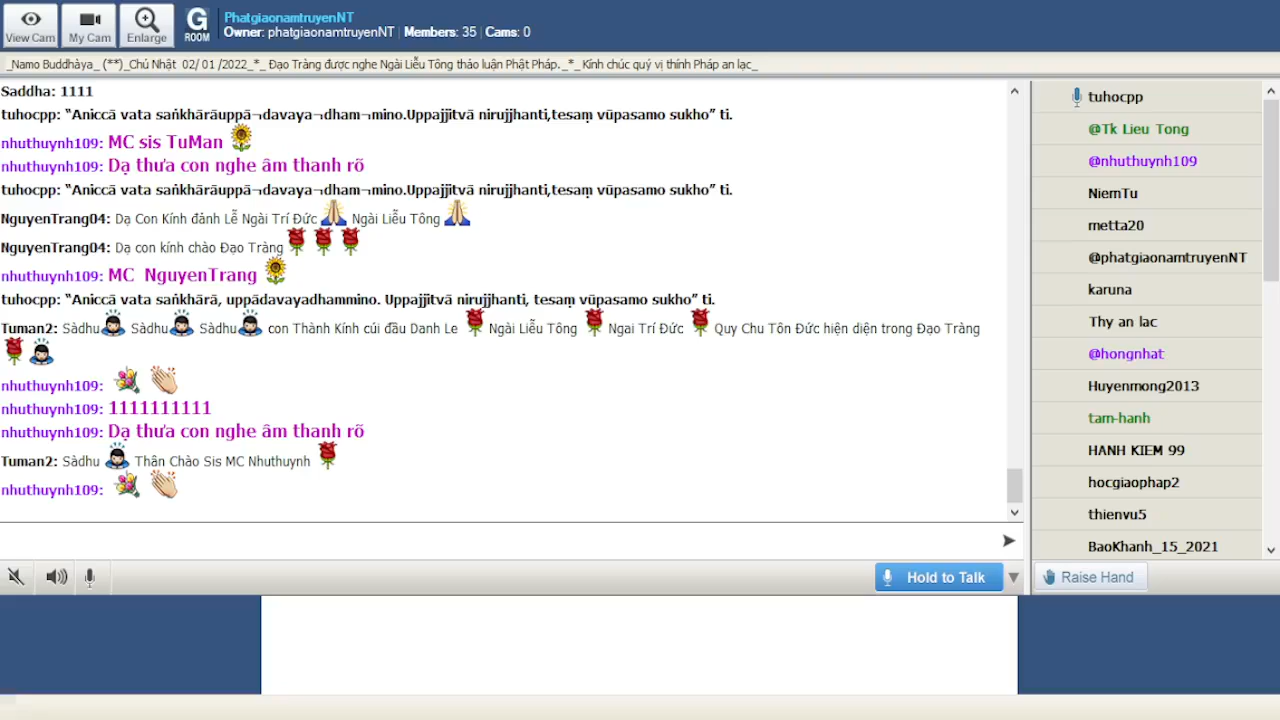 View Cam
My Cam
Enlarge
G
ROOM
PhatgiaonamtruyenNT
Owner: phatgiaonamtruyenNT | Members: 35 | Cams: 0
_Namo Buddhàya_ (**)_Chủ Nhật 02/ 01 /2022_*_ Đạo Tràng được nghe Ngài Liễu Tông thảo luận Phật Pháp._*_ Kính chúc quý vị thính Pháp an lạc_
Saddha: 1111
tuhocpp: “Aniccā vata saṅkhārāuppā¬davaya¬dham¬mino.Uppajjitvā nirujjhanti,tesaṃ vūpasamo sukho” ti.
nhuthuynh109: MC sis TuMan
nhuthuynh109: Dạ thưa con nghe âm thanh rõ
tuhocpp: “Aniccā vata saṅkhārāuppā¬davaya¬dham¬mino.Uppajjitvā nirujjhanti,tesaṃ vūpasamo sukho” ti.
NguyenTrang04: Dạ Con Kính đảnh Lễ Ngài Trí Đức Ngài Liễu Tông
NguyenTrang04: Dạ con kính chào Đạo Tràng
nhuthuynh109: MC NguyenTrang
tuhocpp: “Aniccā vata saṅkhārā, uppādavayadhammino. Uppajjitvā nirujjhanti, tesaṃ vūpasamo sukho” ti.
Tuman2: Sàdhu Sàdhu Sàdhu con Thành Kính cúi đầu Danh Le Ngài Liễu Tông Ngai Trí Đức Quy Chu Tôn Đức hiện diện trong Đạo Tràng
nhuthuynh109:
nhuthuynh109: 1111111111
nhuthuynh109: Dạ thưa con nghe âm thanh rõ
Tuman2: Sàdhu Thân Chào Sis MC Nhuthuynh
nhuthuynh109:
Hold to Talk
tuhocpp
@Tk Lieu Tong
@nhuthuynh109
NiemTu
metta20
@phatgiaonamtruyenNT
karuna
Thy an lac
@hongnhat
Huyenmong2013
tam-hanh
HANH KIEM 99
hocgiaophap2
thienvu5
BaoKhanh_15_2021
Raise Hand